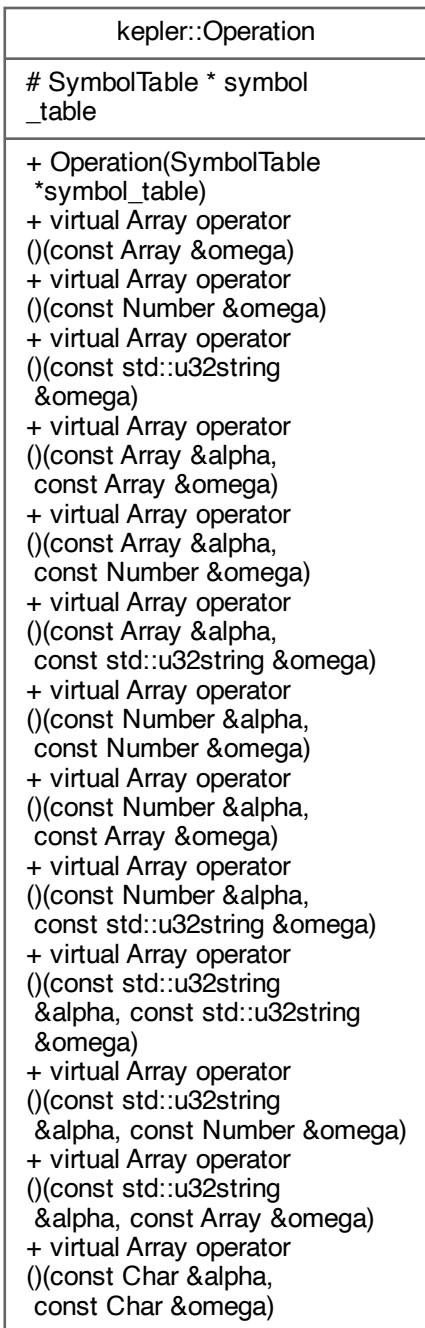 kepler::Operation
# SymbolTable * symbol
_table
+ Operation(SymbolTable
*symbol_table)
+ virtual Array operator
()(const Array &omega)
+ virtual Array operator
()(const Number &omega)
+ virtual Array operator
()(const std::u32string
&omega)
+ virtual Array operator
()(const Array &alpha,
const Array &omega)
+ virtual Array operator
()(const Array &alpha,
const Number &omega)
+ virtual Array operator
()(const Array &alpha,
const std::u32string &omega)
+ virtual Array operator
()(const Number &alpha,
const Number &omega)
+ virtual Array operator
()(const Number &alpha,
const Array &omega)
+ virtual Array operator
()(const Number &alpha,
const std::u32string &omega)
+ virtual Array operator
()(const std::u32string
&alpha, const std::u32string
&omega)
+ virtual Array operator
()(const std::u32string
&alpha, const Number &omega)
+ virtual Array operator
()(const std::u32string
&alpha, const Array &omega)
+ virtual Array operator
()(const Char &alpha,
const Char &omega)